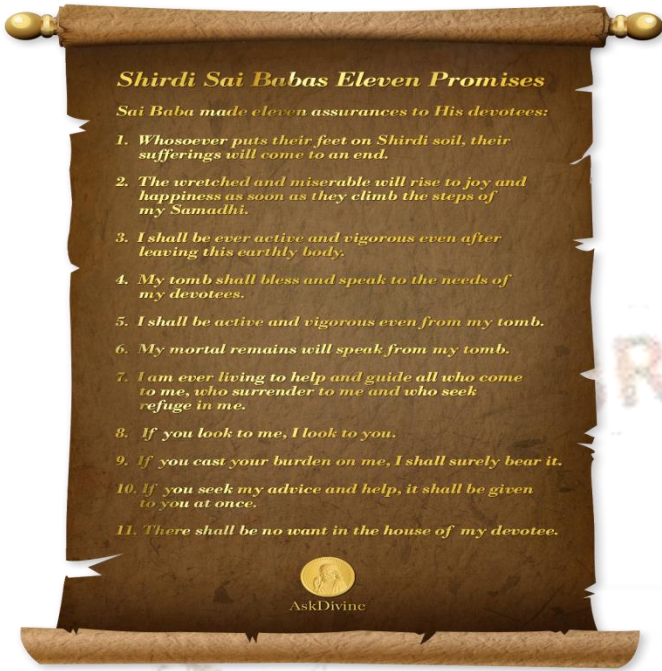 Shirdi Sai Babas Eleven Promises
Sai Baba made eleven assurances to His devotees:
1. Whosoever puts their feet on Shirdi soil, their
sufferings will come to an end.
2. The wretched and miserable will rise to joy and
happiness as soon as they climb the steps of
my Samadhi.
3. I shall be ever active and vigorous even after
leaving this earthly body.
4. My tomb shall bless and speak to the needs of
my devotees.
5. I shall be active and vigorous even from my tomb.
6. My mortal remains will speak from my tomb.
7. I am ever living to help and guide all who come
to me, who surrender to me and who seek
refuge in me.
8. If you look to me, I look to you.
9. If you cast your burden on me, I shall surely bear it.
10. If you seek my advice and help, it shall be given
to you at once.
11. There shall be no want in the house of my devotee.
AskDivine